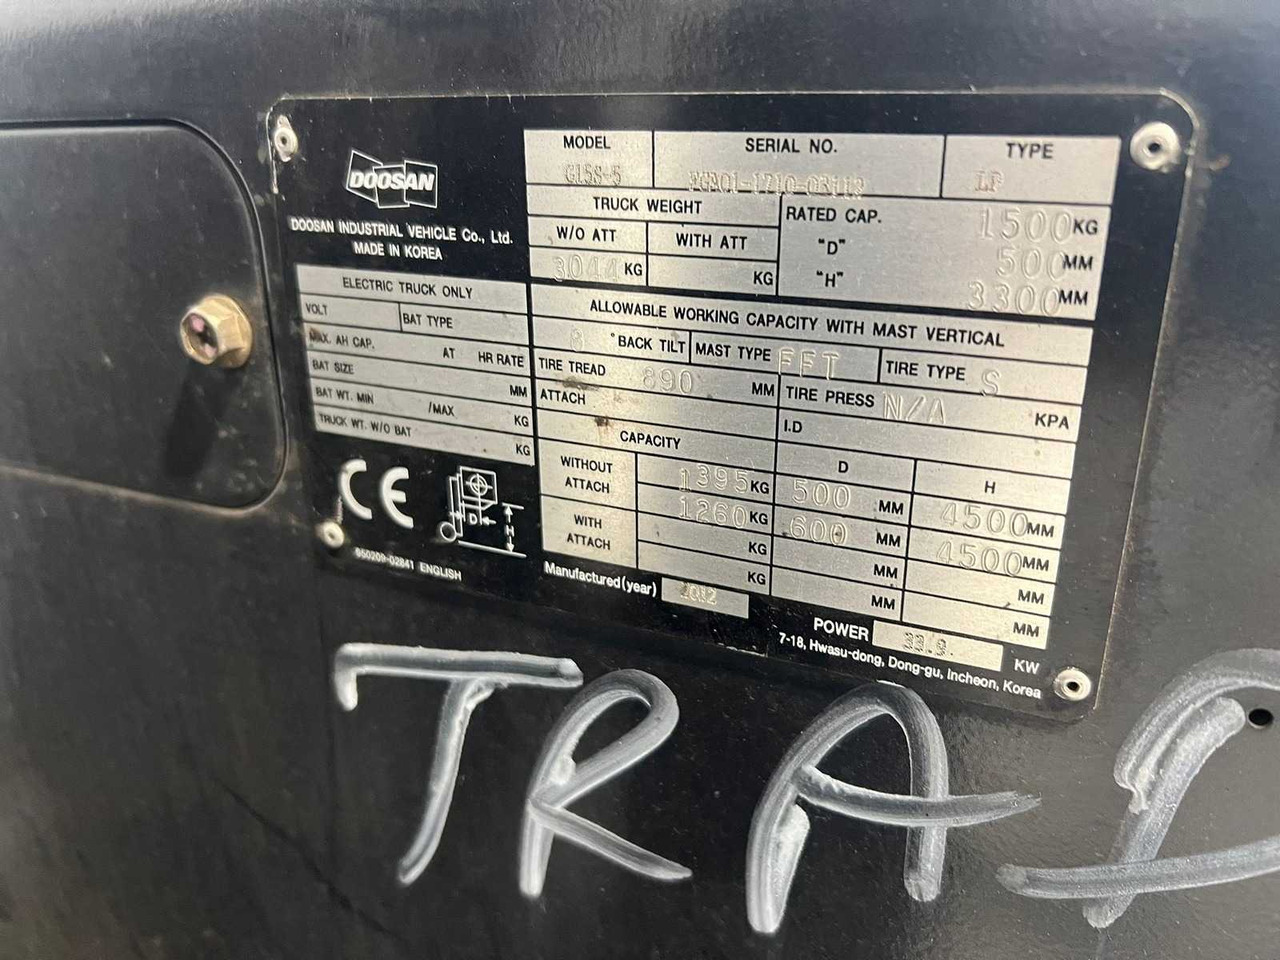 DOOSAN
DOOSAN INDUSTRIAL VEHICLE Co., Ltd.
MADE IN KOREA
MODEL SERIAL NO. TYPE
G15S-5 LP
TRUCK WEIGHT
W/O ATT WITH ATT
3044 KG KG
RATED CAP. 1500 KG
"D" 500 MM
"H" 3300 MM
ELECTRIC TRUCK ONLY
VOLT BAT TYPE
MAX. AH CAP. AT HR RATE
BAT SIZE MM
BAT WT. MIN /MAX KG
TRUCK WT. W/O BAT KG
ALLOWABLE WORKING CAPACITY WITH MAST VERTICAL
8 ° BACK TILT MAST TYPE FFT TIRE TYPE S
TIRE TREAD 890 MM TIRE PRESS N/A KPA
ATTACH I.D
CAPACITY D H
WITHOUT ATTACH 1395 KG 500 MM 4500 MM
1260 KG 600 MM 4500 MM
WITH ATTACH KG MM MM
KG MM MM
CE
D
H
950209-02841 ENGLISH
Manufactured (year) 2012
POWER 33.9 KW
7-18, Hwasu-dong, Dong-gu, Incheon, Korea